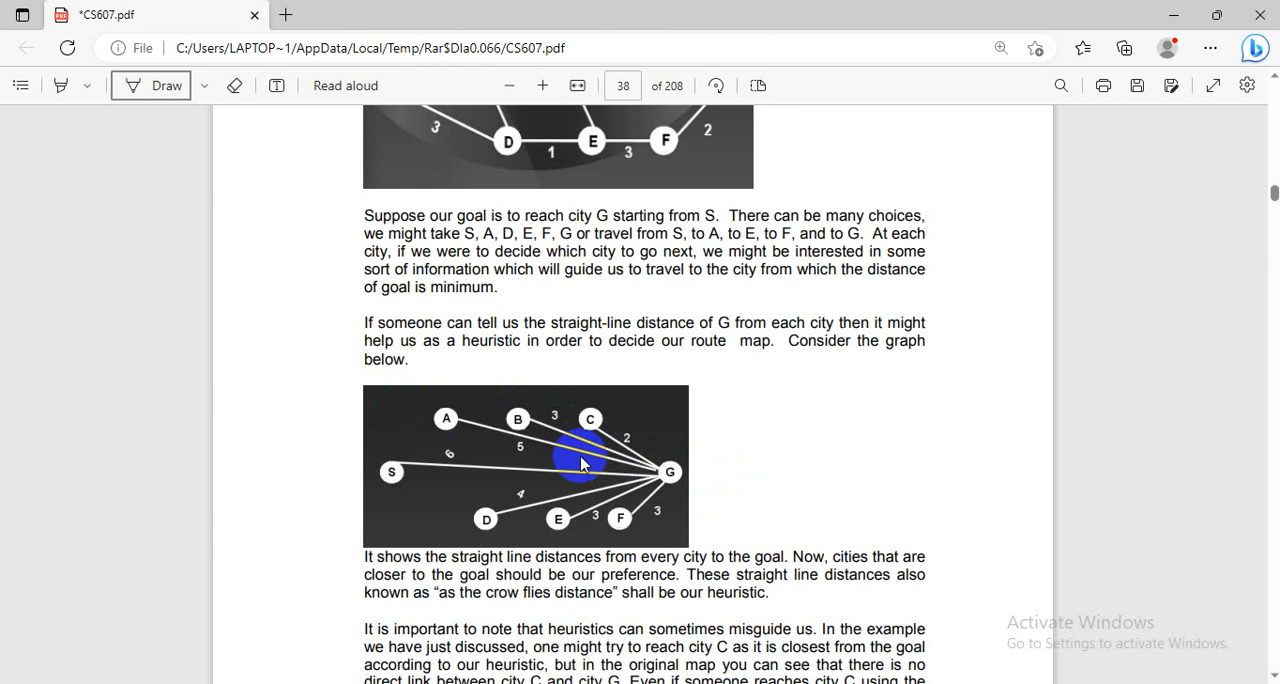 *CS607.pdf
File
C:/Users/LAPTOP~1/AppData/Local/Temp/Rar$DIa0.066/CS607.pdf
Draw
Read aloud
38
of 208
3
D
1
E
3
F
2
Suppose our goal is to reach city G starting from S. There can be many choices,
we might take S, A, D, E, F, G or travel from S, to A, to E, to F, and to G. At each
city, if we were to decide which city to go next, we might be interested in some
sort of information which will guide us to travel to the city from which the distance
of goal is minimum.
If someone can tell us the straight-line distance of G from each city then it might
help us as a heuristic in order to decide our route map. Consider the graph
below.
A
B
3
C
2
5
6
S
G
4
D
E
3
F
3
It shows the straight line distances from every city to the goal. Now, cities that are
closer to the goal should be our preference. These straight line distances also
known as “as the crow flies distance” shall be our heuristic.
It is important to note that heuristics can sometimes misguide us. In the example
we have just discussed, one might try to reach city C as it is closest from the goal
according to our heuristic, but in the original map you can see that there is no
direct link between city C and city G. Even if someone reaches city C using the
Activate Windows
Go to Settings to activate Windows.